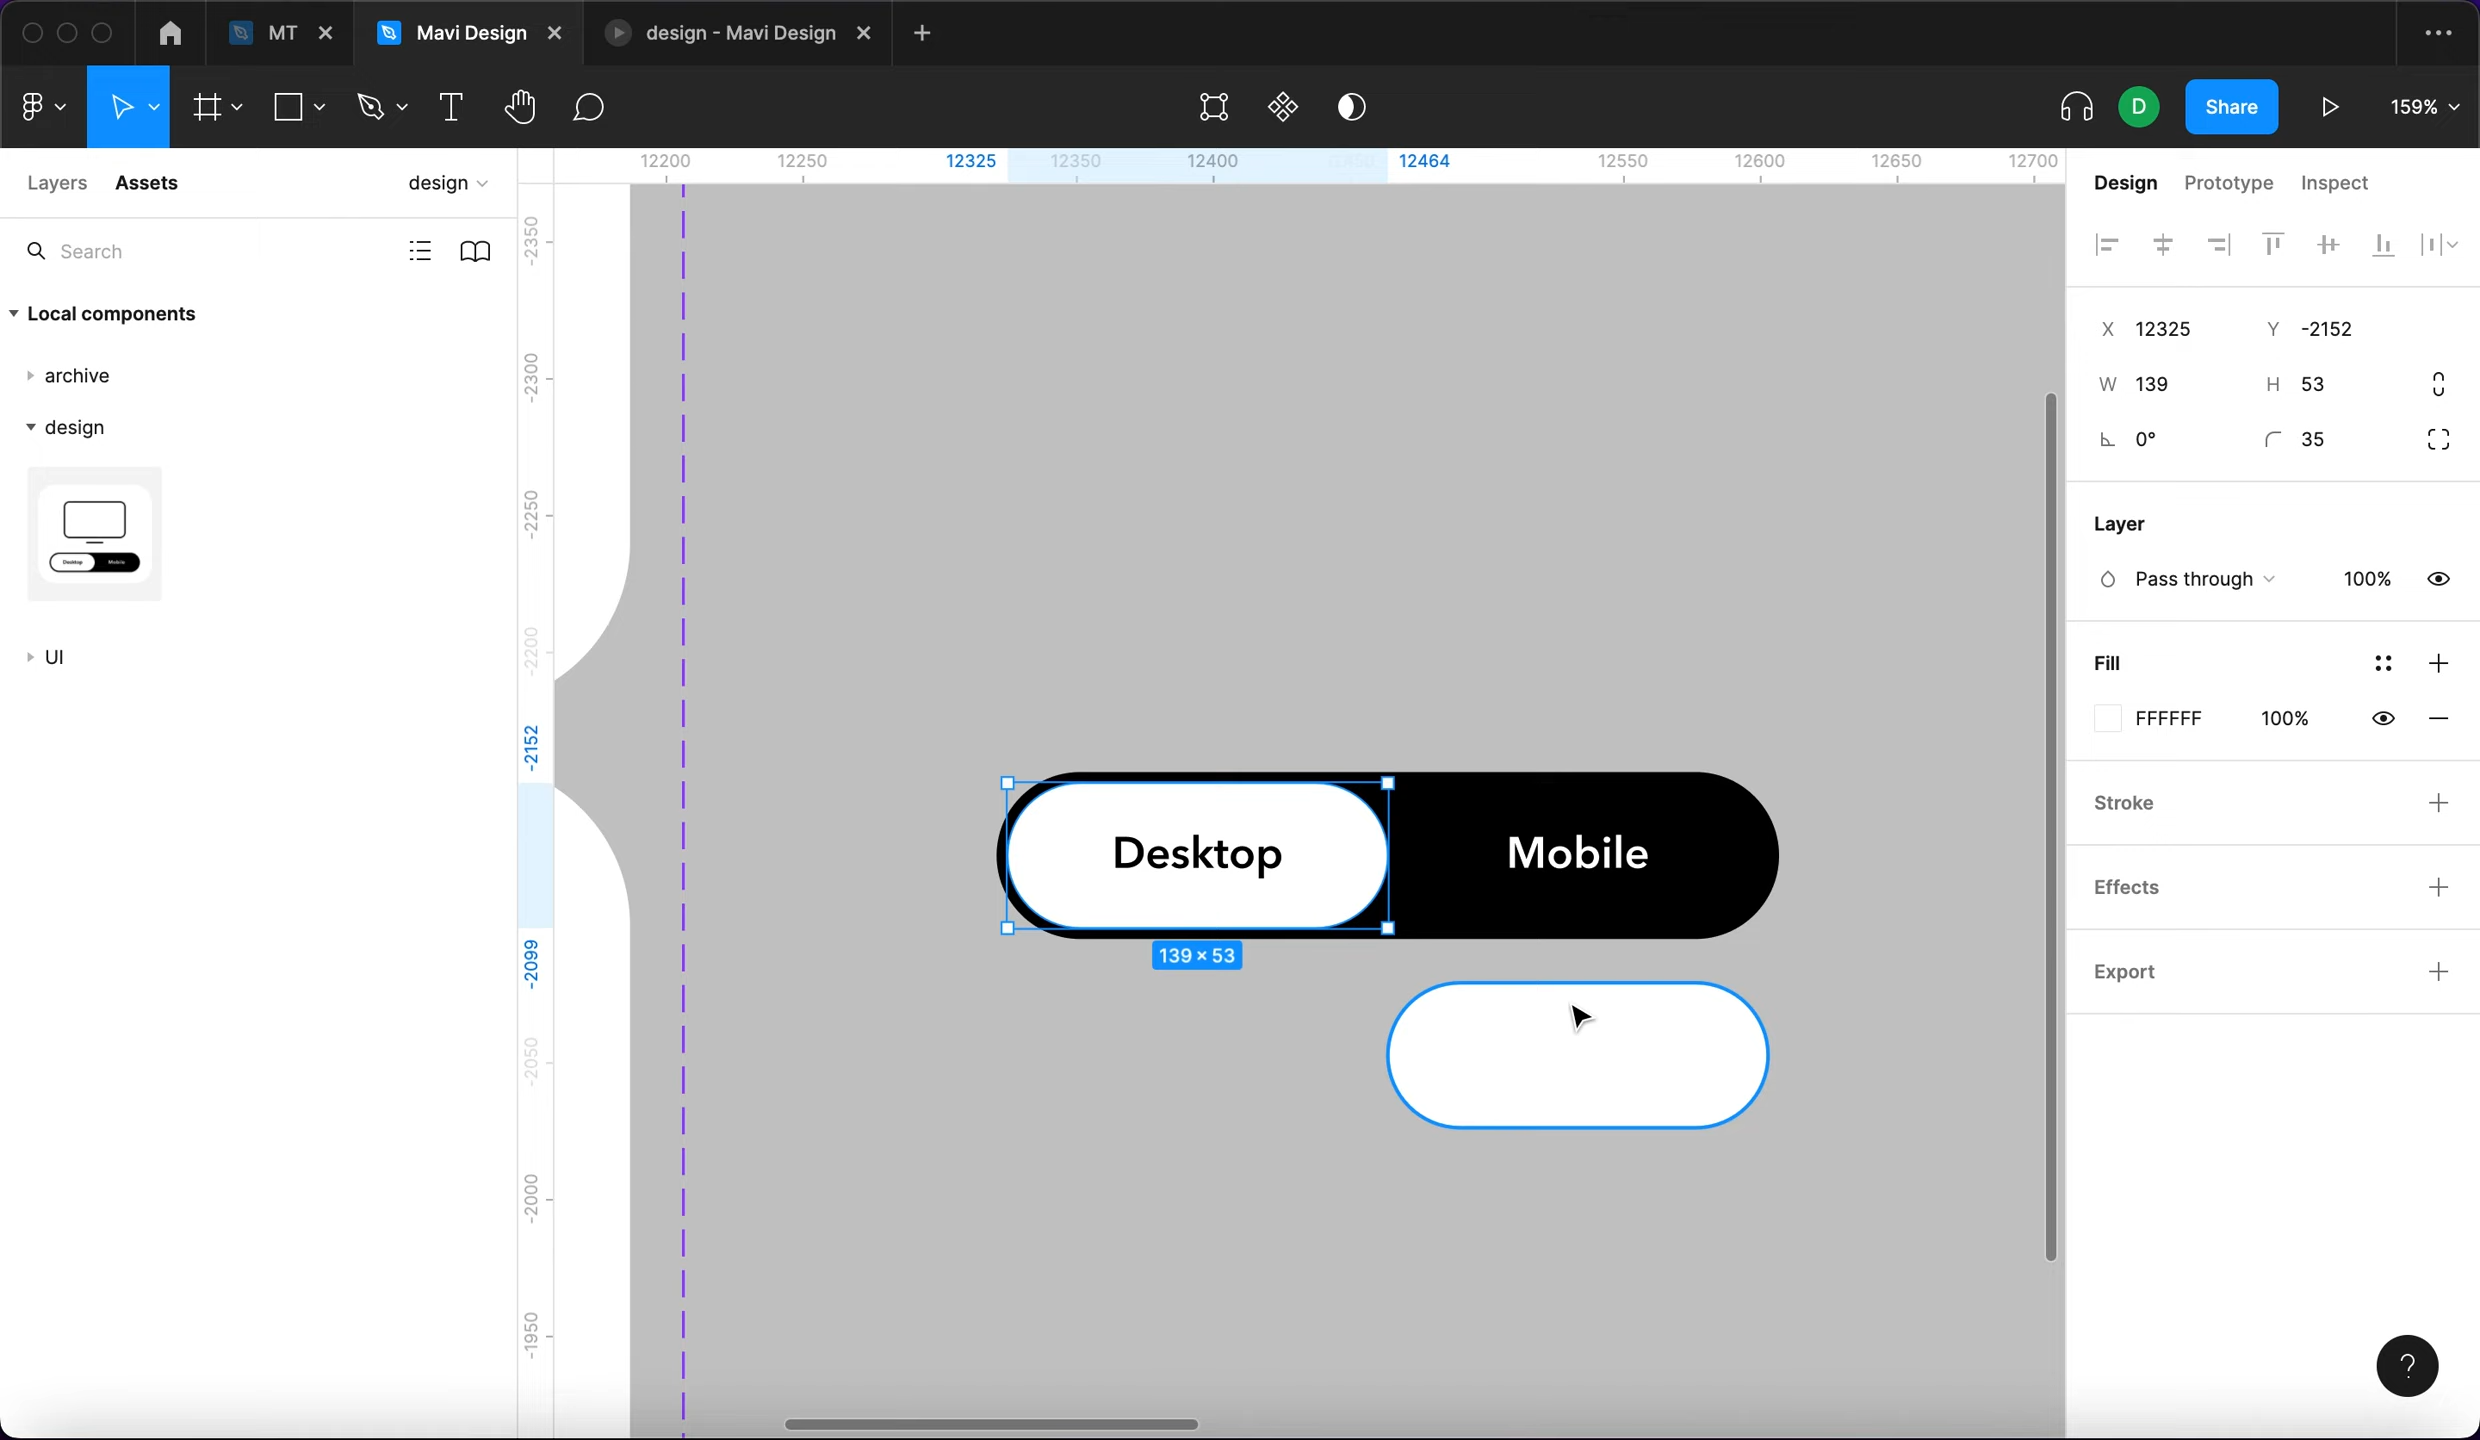 MT
Mavi Design
design - Mavi Design
D
Share
159%
Layers
Assets
design
Search
Local components
archive
design
Desktop
Mobile
UI
12200
12250
12325
12350
12400
12464
12550
12600
12650
12700
-2350
-2300
-2250
-2200
-2152
-2099
-2050
-2000
-1950
Desktop
Mobile
139 × 53
Design
Prototype
Inspect
X 12325
Y -2152
W 139
H 53
0°
35
Layer
Pass through
100%
Fill
FFFFFF
100%
Stroke
Effects
Export
?